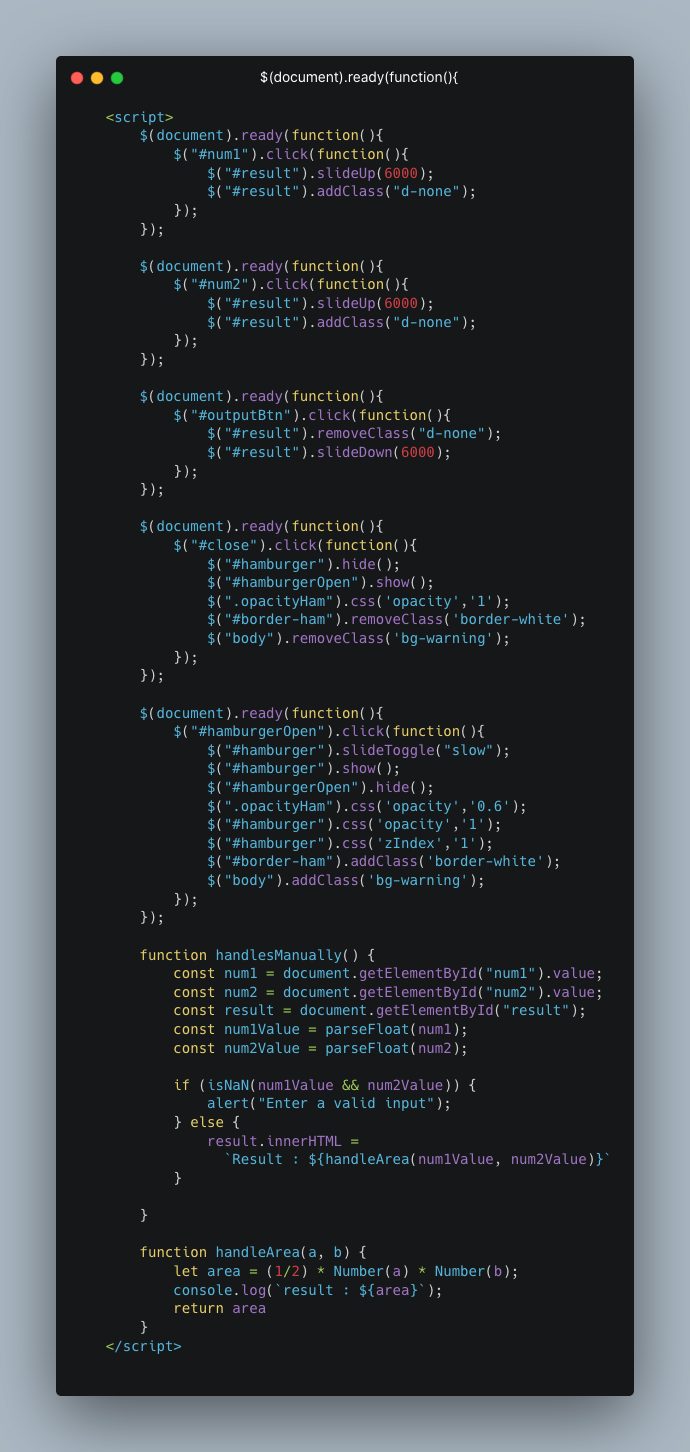 $(document).ready(function(){
<script>
    $(document).ready(function(){
        $("#num1").click(function(){
            $("#result").slideUp(6000);
            $("#result").addClass("d-none");
        });
    });

    $(document).ready(function(){
        $("#num2").click(function(){
            $("#result").slideUp(6000);
            $("#result").addClass("d-none");
        });
    });

    $(document).ready(function(){
        $("#outputBtn").click(function(){
            $("#result").removeClass("d-none");
            $("#result").slideDown(6000);
        });
    });

    $(document).ready(function(){
        $("#close").click(function(){
            $("#hamburger").hide();
            $("#hamburgerOpen").show();
            $(".opacityHam").css('opacity','1');
            $("#border-ham").removeClass('border-white');
            $("body").removeClass('bg-warning');
        });
    });

    $(document).ready(function(){
        $("#hamburgerOpen").click(function(){
            $("#hamburger").slideToggle("slow");
            $("#hamburger").show();
            $("#hamburgerOpen").hide();
            $(".opacityHam").css('opacity','0.6');
            $("#hamburger").css('opacity','1');
            $("#hamburger").css('zIndex','1');
            $("#border-ham").addClass('border-white');
            $("body").addClass('bg-warning');
        });
    });

    function handlesManually() {
        const num1 = document.getElementById("num1").value;
        const num2 = document.getElementById("num2").value;
        const result = document.getElementById("result");
        const num1Value = parseFloat(num1);
        const num2Value = parseFloat(num2);

        if (isNaN(num1Value && num2Value)) {
            alert("Enter a valid input");
        } else {
            result.innerHTML =
              `Result : ${handleArea(num1Value, num2Value)}`
        }

    }

    function handleArea(a, b) {
        let area = (1/2) * Number(a) * Number(b);
        console.log(`result : ${area}`);
        return area
    }
</script>